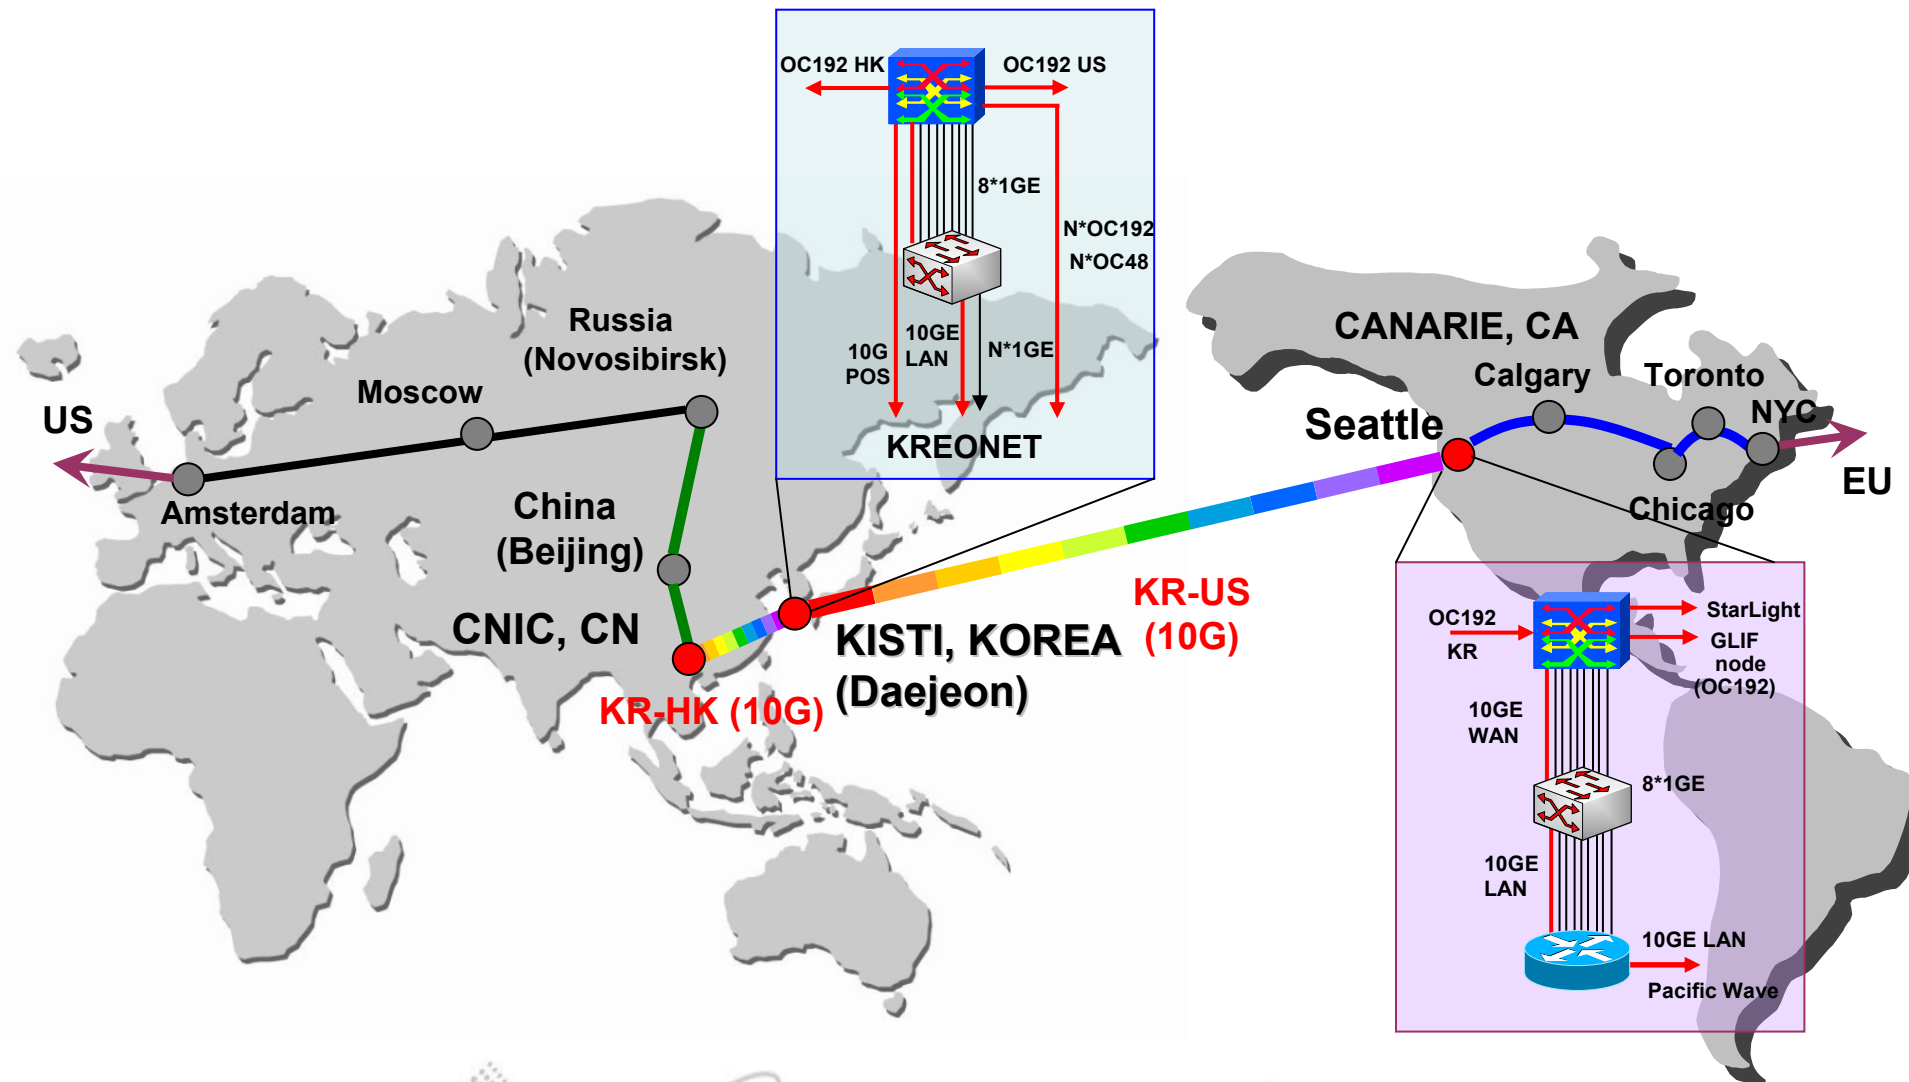 OC192 HK
OC192 US
8*1GE
N*OC192
N*OC48
10G
POS
10GE
LAN
N*1GE
KREONET
Russia
(Novosibirsk)
Moscow
US
Amsterdam
China
(Beijing)
CNIC, CN
KR-HK (10G)
KISTI, KOREA
(Daejeon)
KR-US
(10G)
CANARIE, CA
Calgary
Toronto
Seattle
NYC
EU
Chicago
OC192
KR
StarLight
GLIF
node
(OC192)
10GE
WAN
8*1GE
10GE
LAN
10GE LAN
Pacific Wave